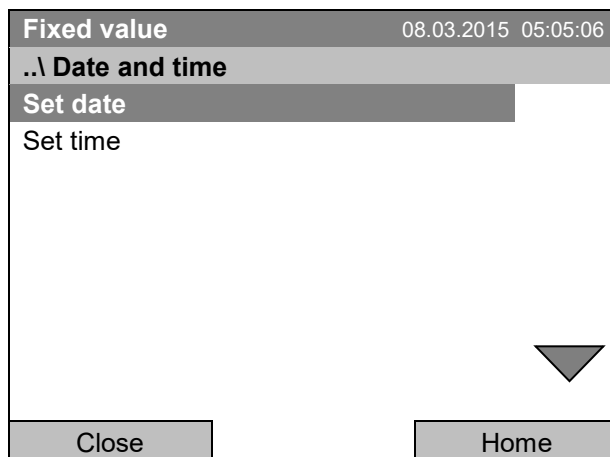 Fixed value 08.03.2015 05:05:06
..\ Date and time
Set date
Set time
Close Home